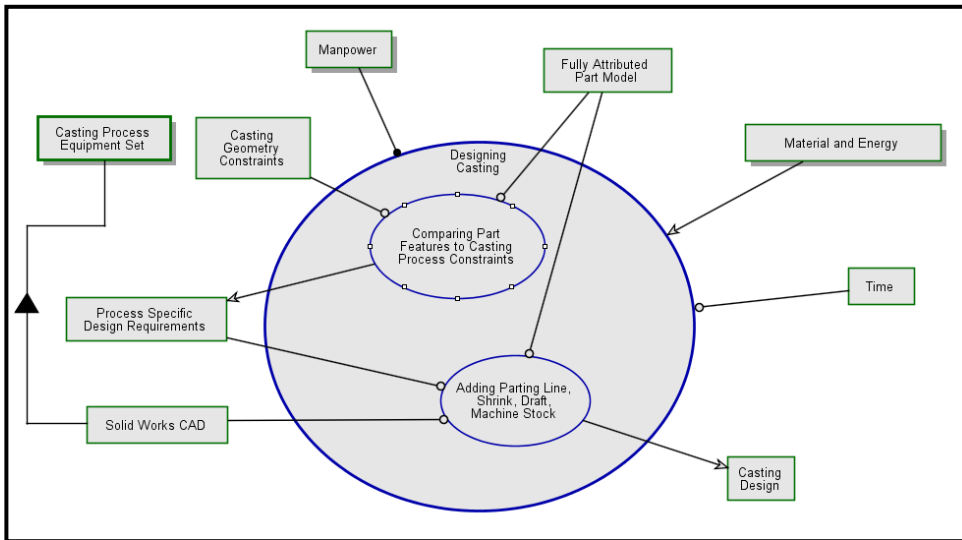 Manpower
Fully Attributed
Part Model
Casting Process
Equipment Set
Casting
Geometry
Constraints
Material and Energy
Designing
Casting
Comparing Part
Features to Casting
Process Constraints
Time
Process Specific
Design Requirements
Adding Parting Line,
Shrink, Draft,
Machine Stock
Solid Works CAD
Casting
Design